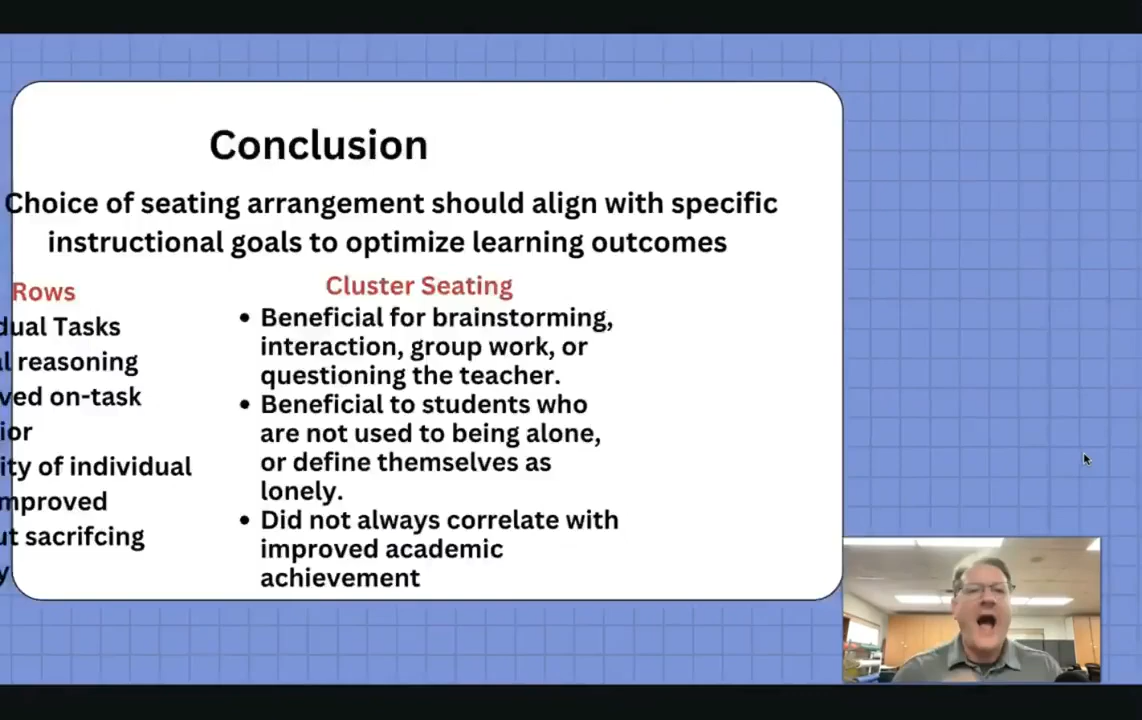 Conclusion
Choice of seating arrangement should align with specific
instructional goals to optimize learning outcomes
Rows
dual Tasks
l reasoning
ved on-task
ior
ity of individual
mproved
ut sacrifcing
y
Cluster Seating
• Beneficial for brainstorming,
interaction, group work, or
questioning the teacher.
• Beneficial to students who
are not used to being alone,
or define themselves as
lonely.
• Did not always correlate with
improved academic
achievement